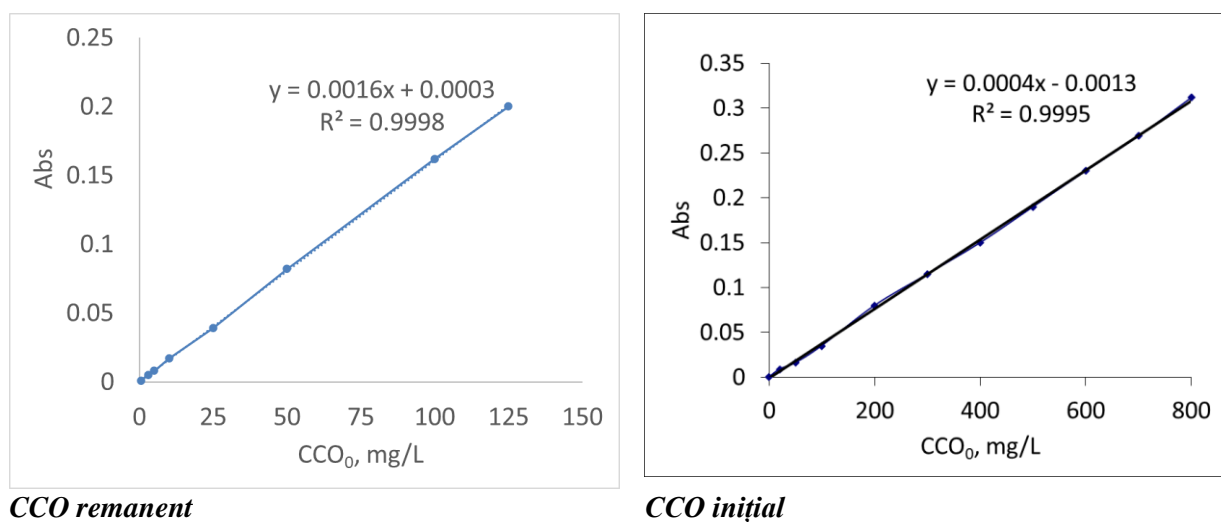 0.25
0.2
0.15
0.1
0.05
0
Abs
y = 0.0016x + 0.0003
R² = 0.9998
0 25 50 75 100 125 150
CCO₀, mg/L
CCO remanent
0.35
0.3
0.25
0.2
0.15
0.1
0.05
0
Abs
y = 0.0004x - 0.0013
R² = 0.9995
0 200 400 600 800
CCO₀, mg/L
CCO inițial